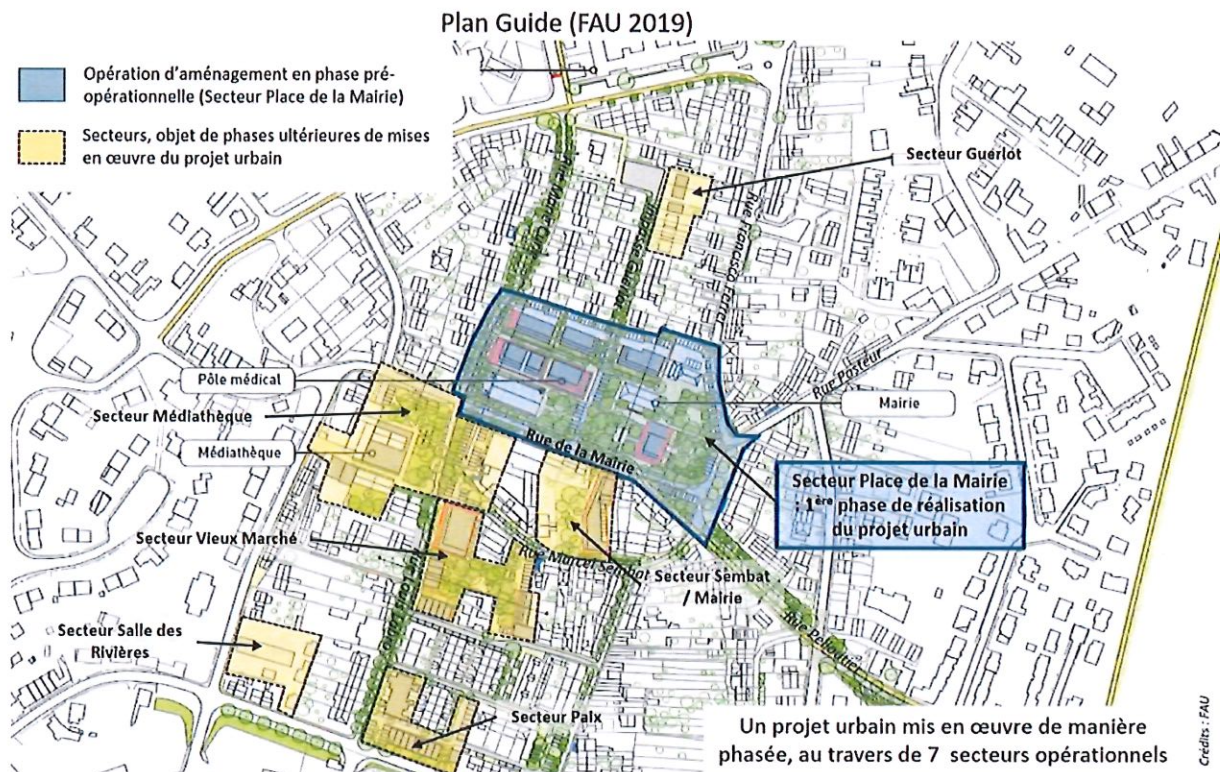 Plan Guide (FAU 2019)
Opération d'aménagement en phase pré-
opérationnelle (Secteur Place de la Mairie)
Secteurs, objet de phases ultérieures de mises
en œuvre du projet urbain
Secteur Guerlot
Rue Pasteur
Pôle médical
Mairie
Secteur Médiathèque
Rue de la Mairie
Médiathèque
Secteur Place de la Mairie
: 1ère phase de réalisation
du projet urbain
Secteur Vieux Marché
Rue Marcel Sembat
Secteur Sembat
/ Mairie
Secteur Salle des
Rivières
Secteur Paix
Un projet urbain mis en œuvre de manière
phasée, au travers de 7 secteurs opérationnels
Crédits : FAU